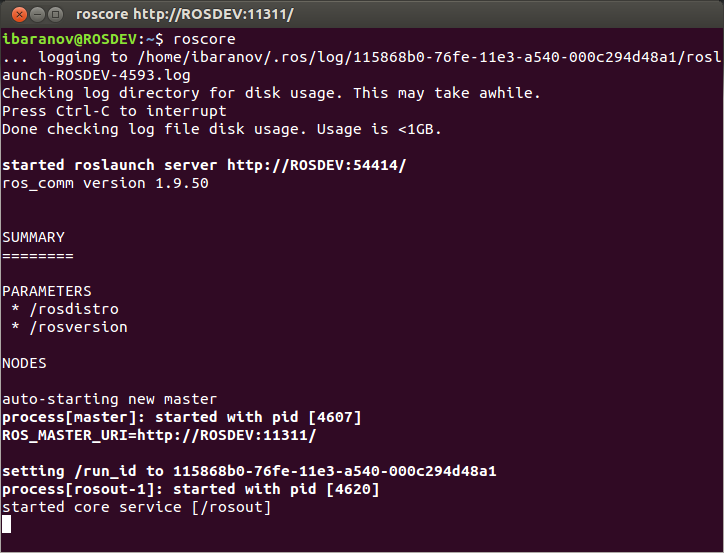 roscore http://ROSDEV:11311/
ibaranov@ROSDEV:~$ roscore
... logging to /home/ibaranov/.ros/log/115868b0-76fe-11e3-a540-000c294d48a1/rosl
aunch-ROSDEV-4593.log
Checking log directory for disk usage. This may take awhile.
Press Ctrl-C to interrupt
Done checking log file disk usage. Usage is <1GB.
started roslaunch server http://ROSDEV:54414/
ros_comm version 1.9.50
SUMMARY
========
PARAMETERS
* /rosdistro
* /rosversion
NODES
auto-starting new master
process[master]: started with pid [4607]
ROS_MASTER_URI=http://ROSDEV:11311/
setting /run_id to 115868b0-76fe-11e3-a540-000c294d48a1
process[rosout-1]: started with pid [4620]
started core service [/rosout]